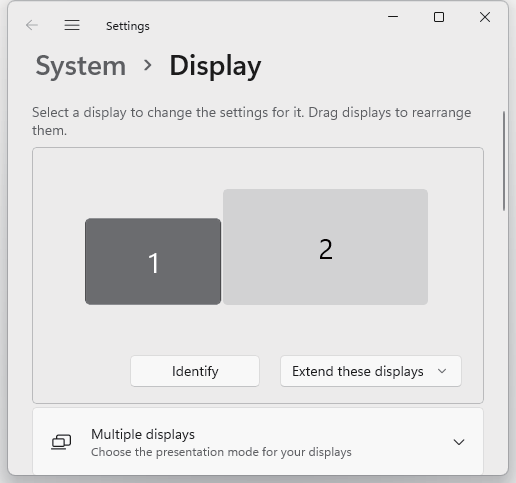 Settings
System > Display
Select a display to change the settings for it. Drag displays to rearrange
them.
1
2
Identify
Extend these displays
Multiple displays
Choose the presentation mode for your displays